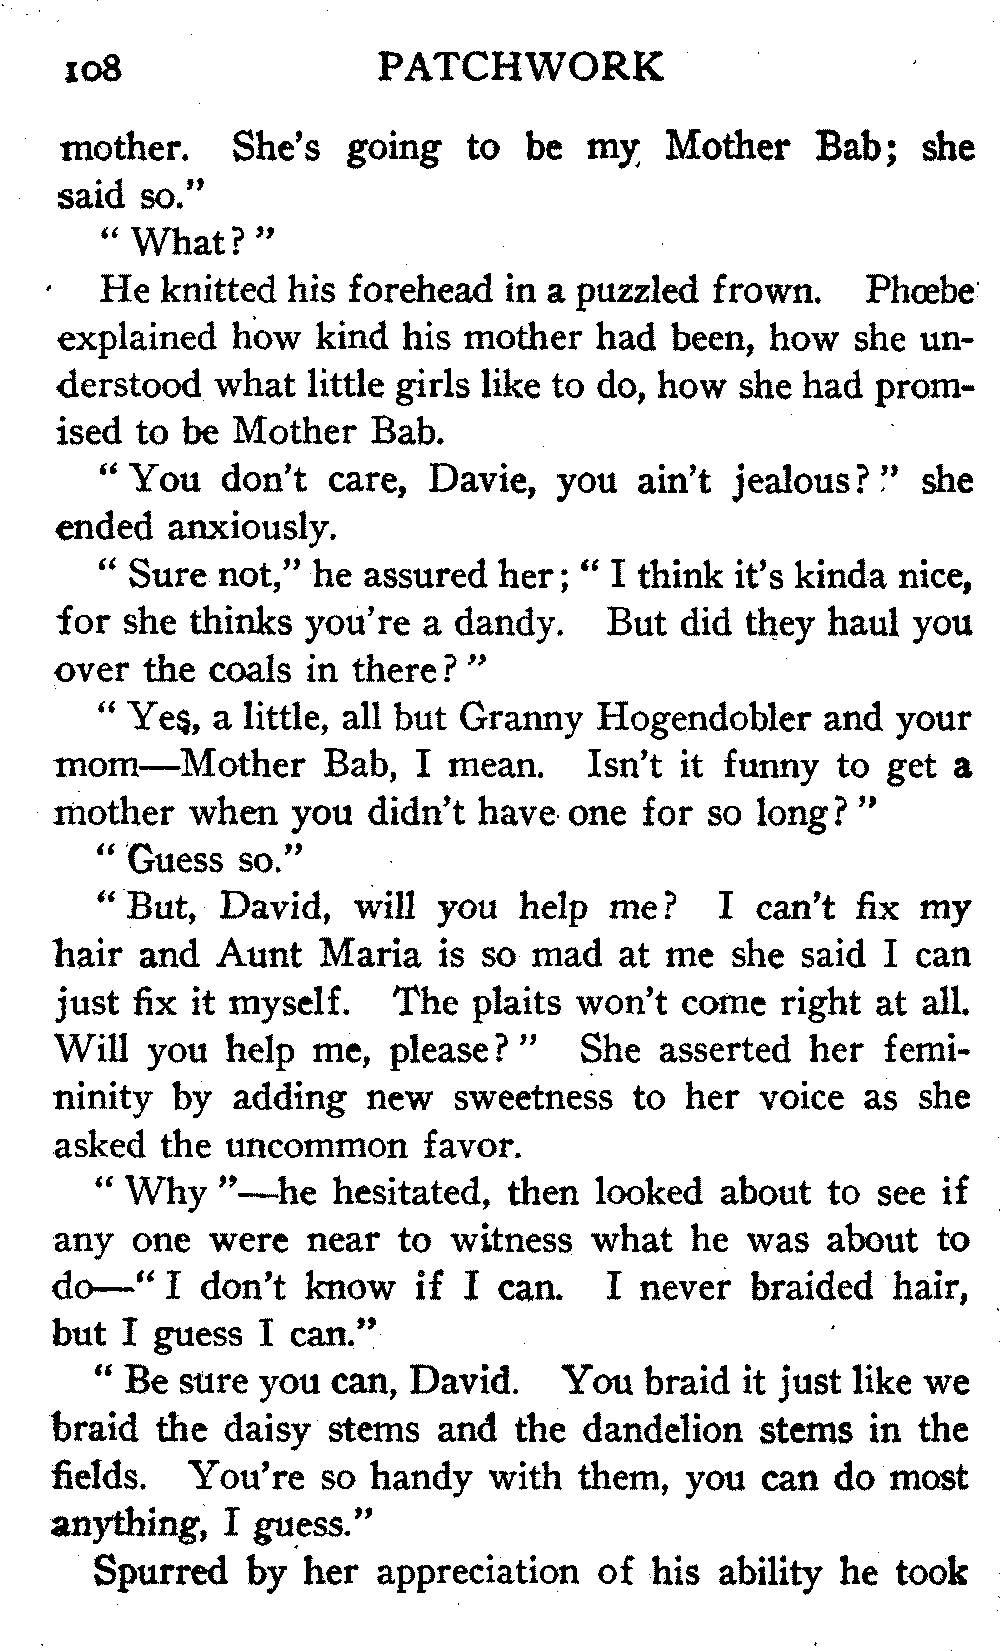 108 PATCHWORK
mother. She's going to be my Mother Bab; she
said so."
"What?"
He knitted his forehead in a puzzled frown. Phœbe
explained how kind his mother had been, how she un-
derstood what little girls like to do, how she had prom-
ised to be Mother Bab.
"You don't care, Davie, you ain't jealous?" she
ended anxiously.
"Sure not," he assured her; "I think it's kinda nice,
for she thinks you're a dandy. But did they haul you
over the coals in there?"
"Yes, a little, all but Granny Hogendobler and your
mom—Mother Bab, I mean. Isn't it funny to get a
mother when you didn't have one for so long?"
"Guess so."
"But, David, will you help me? I can't fix my
hair and Aunt Maria is so mad at me she said I can
just fix it myself. The plaits won't come right at all.
Will you help me, please?" She asserted her femi-
ninity by adding new sweetness to her voice as she
asked the uncommon favor.
"Why"—he hesitated, then looked about to see if
any one were near to witness what he was about to
do—"I don't know if I can. I never braided hair,
but I guess I can."
"Be sure you can, David. You braid it just like we
braid the daisy stems and the dandelion stems in the
fields. You're so handy with them, you can do most
anything, I guess."
Spurred by her appreciation of his ability he took